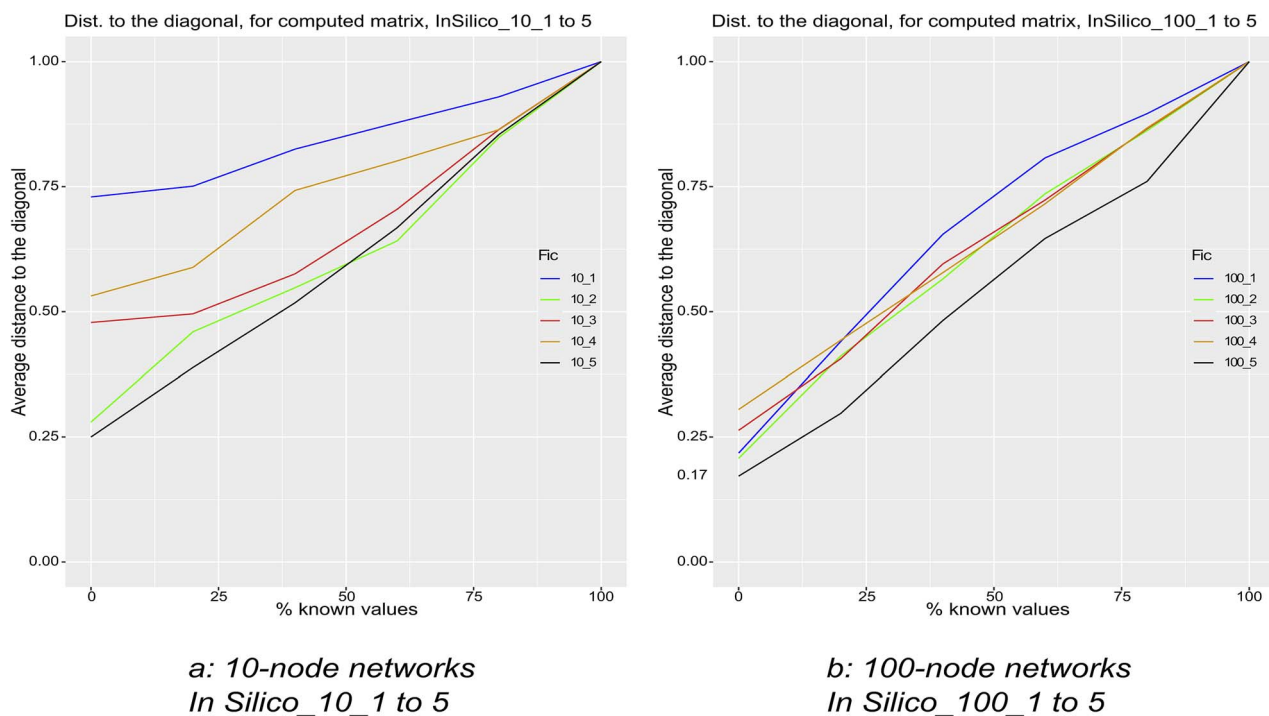 Dist. to the diagonal, for computed matrix, InSilico_10_1 to 5
1.00
0.75
0.50
0.25
0.00
Average distance to the diagonal
Fic
10_1
10_2
10_3
10_4
10_5
0
25
50
75
100
% known values
a: 10-node networks
In Silico_10_1 to 5
Dist. to the diagonal, for computed matrix, InSilico_100_1 to 5
1.00
0.75
0.50
0.25
0.17
0.00
Average distance to the diagonal
Fic
100_1
100_2
100_3
100_4
100_5
0
25
50
75
100
% known values
b: 100-node networks
In Silico_100_1 to 5